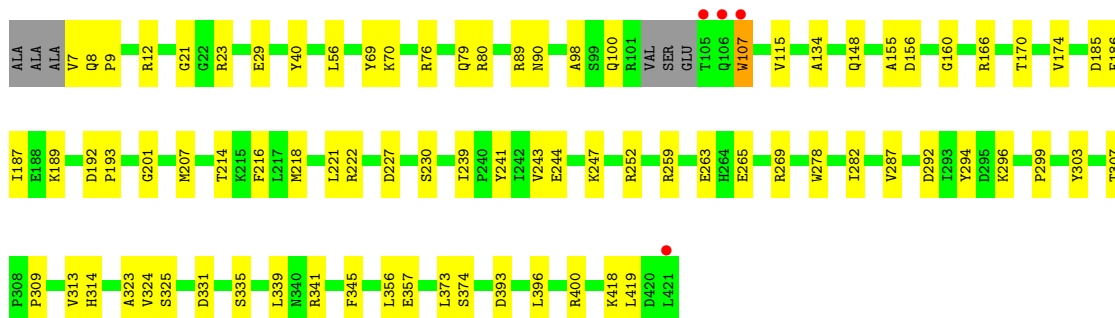 ALA ALA ALA V7 Q8 P9 R12 G21 G22 R23 E29 Y40 L56 Y69 K70 R76 Q79 R80 R89 N90 A98 S99 Q100 R101 VAL SER GLU T105 Q106 W107 V115 A134 Q148 A155 D156 G160 R166 T170 V174 D185 E186
I187 E188 K189 D192 P193 G201 M207 T214 K215 F216 L217 M218 L221 R222 D227 S230 I239 P240 Y241 I242 V243 E244 K247 R252 R259 E263 H264 E265 R269 W278 I282 V287 D292 I293 Y294 D295 K296 P299 Y303 T307
P308 P309 V313 H314 A323 V324 S325 D331 S335 L339 N340 R341 F345 L356 E357 L373 S374 D393 L396 R400 K418 L419 D420 L421